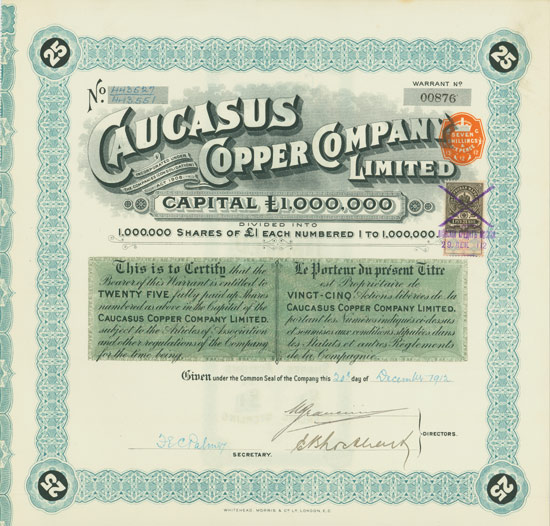 25
25
No. 443527
443551
WARRANT No
00876
CAUCASUS
COPPER COMPANY
LIMITED
SEVEN
SHILLINGS
CAPITAL £1,000,000
DIVIDED INTO
1,000,000 SHARES OF £1 EACH NUMBERED 1 TO 1,000,000
This is to Certify that the
Bearer of this Warrant is entitled to
TWENTY FIVE fully paid up Shares
numbered as above in the Capital of the
CAUCASUS COPPER COMPANY LIMITED.
subject to the Articles of Association
and other regulations of the Company
for the time being.
Le Porteur du présent Titre
est Propriétaire de
VINGT-CINQ Actions libérées de la
CAUCASUS COPPER COMPANY LIMITED.
portant les Numéros indiqués ci-dessus
et soumises aux conditions stipulées dans
les Statuts et autres Règlements
de la Compagnie.
Given under the Common Seal of the Company this 20th day of December 1912
DIRECTORS.
SECRETARY.
25
25
WHITEHEAD, MORRIS & Co LD LONDON, E.C.